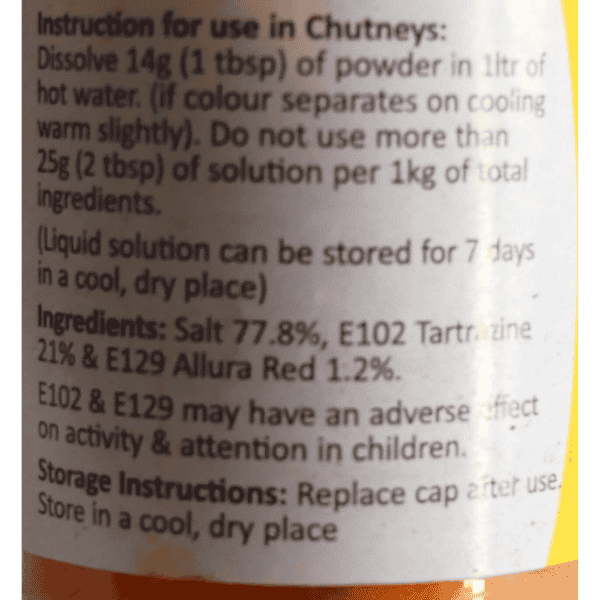 Instruction for use in Chutneys:
Dissolve 14g (1 tbsp) of powder in 1ltr of
hot water. (if colour separates on cooling
warm slightly). Do not use more than
25g (2 tbsp) of solution per 1kg of total
ingredients.
(Liquid solution can be stored for 7 days
in a cool, dry place)
Ingredients: Salt 77.8%, E102 Tartrazine
21% & E129 Allura Red 1.2%.
E102 & E129 may have an adverse effect
on activity & attention in children.
Storage Instructions: Replace cap after use.
Store in a cool, dry place